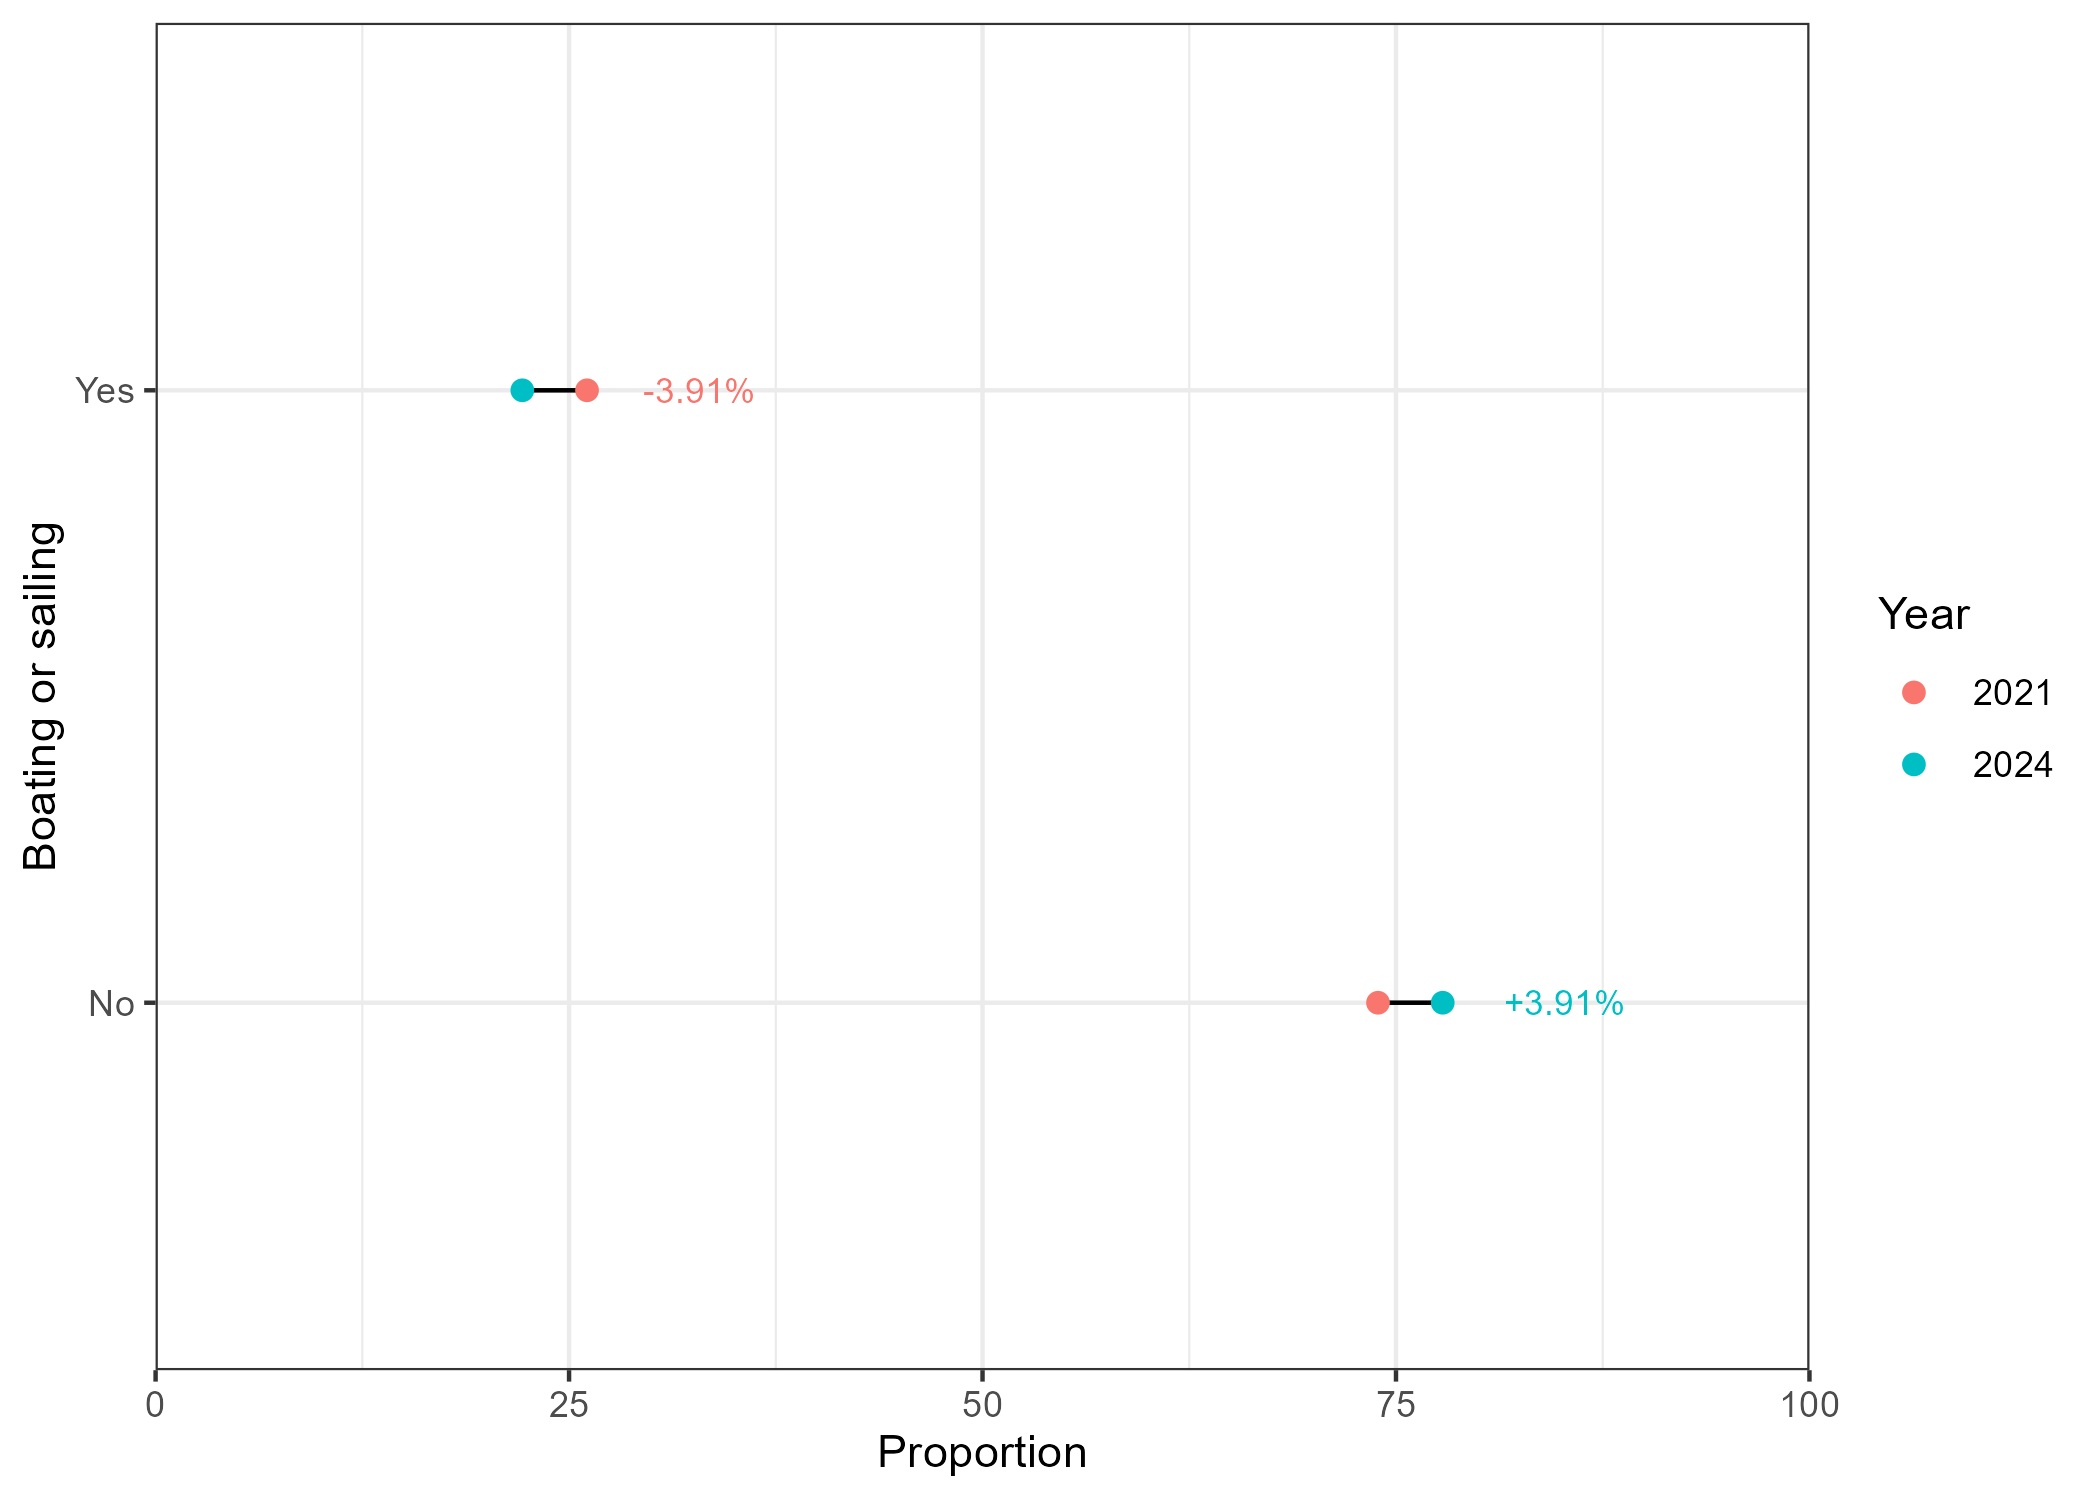 Boating or sailing
Yes
-3.91%
No
+3.91%
0
25
50
75
100
Proportion
Year
2021
2024